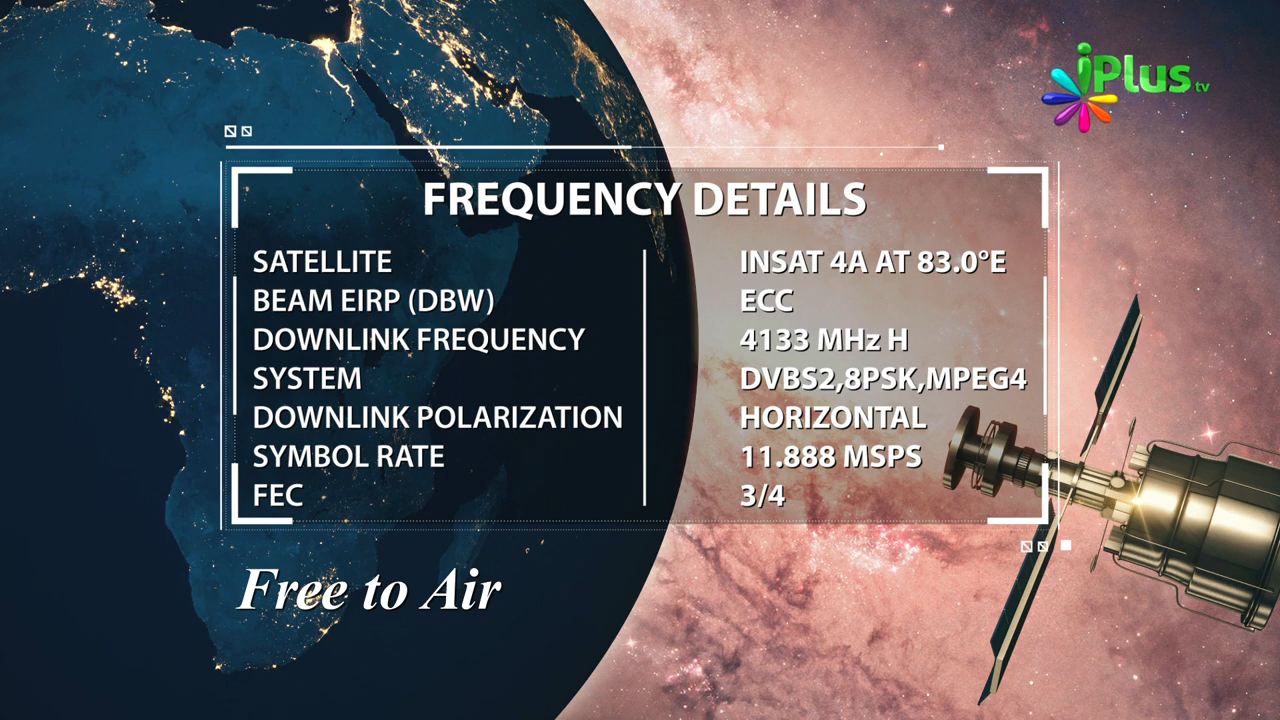 iPlus tv
FREQUENCY DETAILS
SATELLITE INSAT 4A AT 83.0°E
BEAM EIRP (DBW) ECC
DOWNLINK FREQUENCY 4133 MHz H
SYSTEM DVBS2,8PSK,MPEG4
DOWNLINK POLARIZATION HORIZONTAL
SYMBOL RATE 11.888 MSPS
FEC 3/4
Free to Air